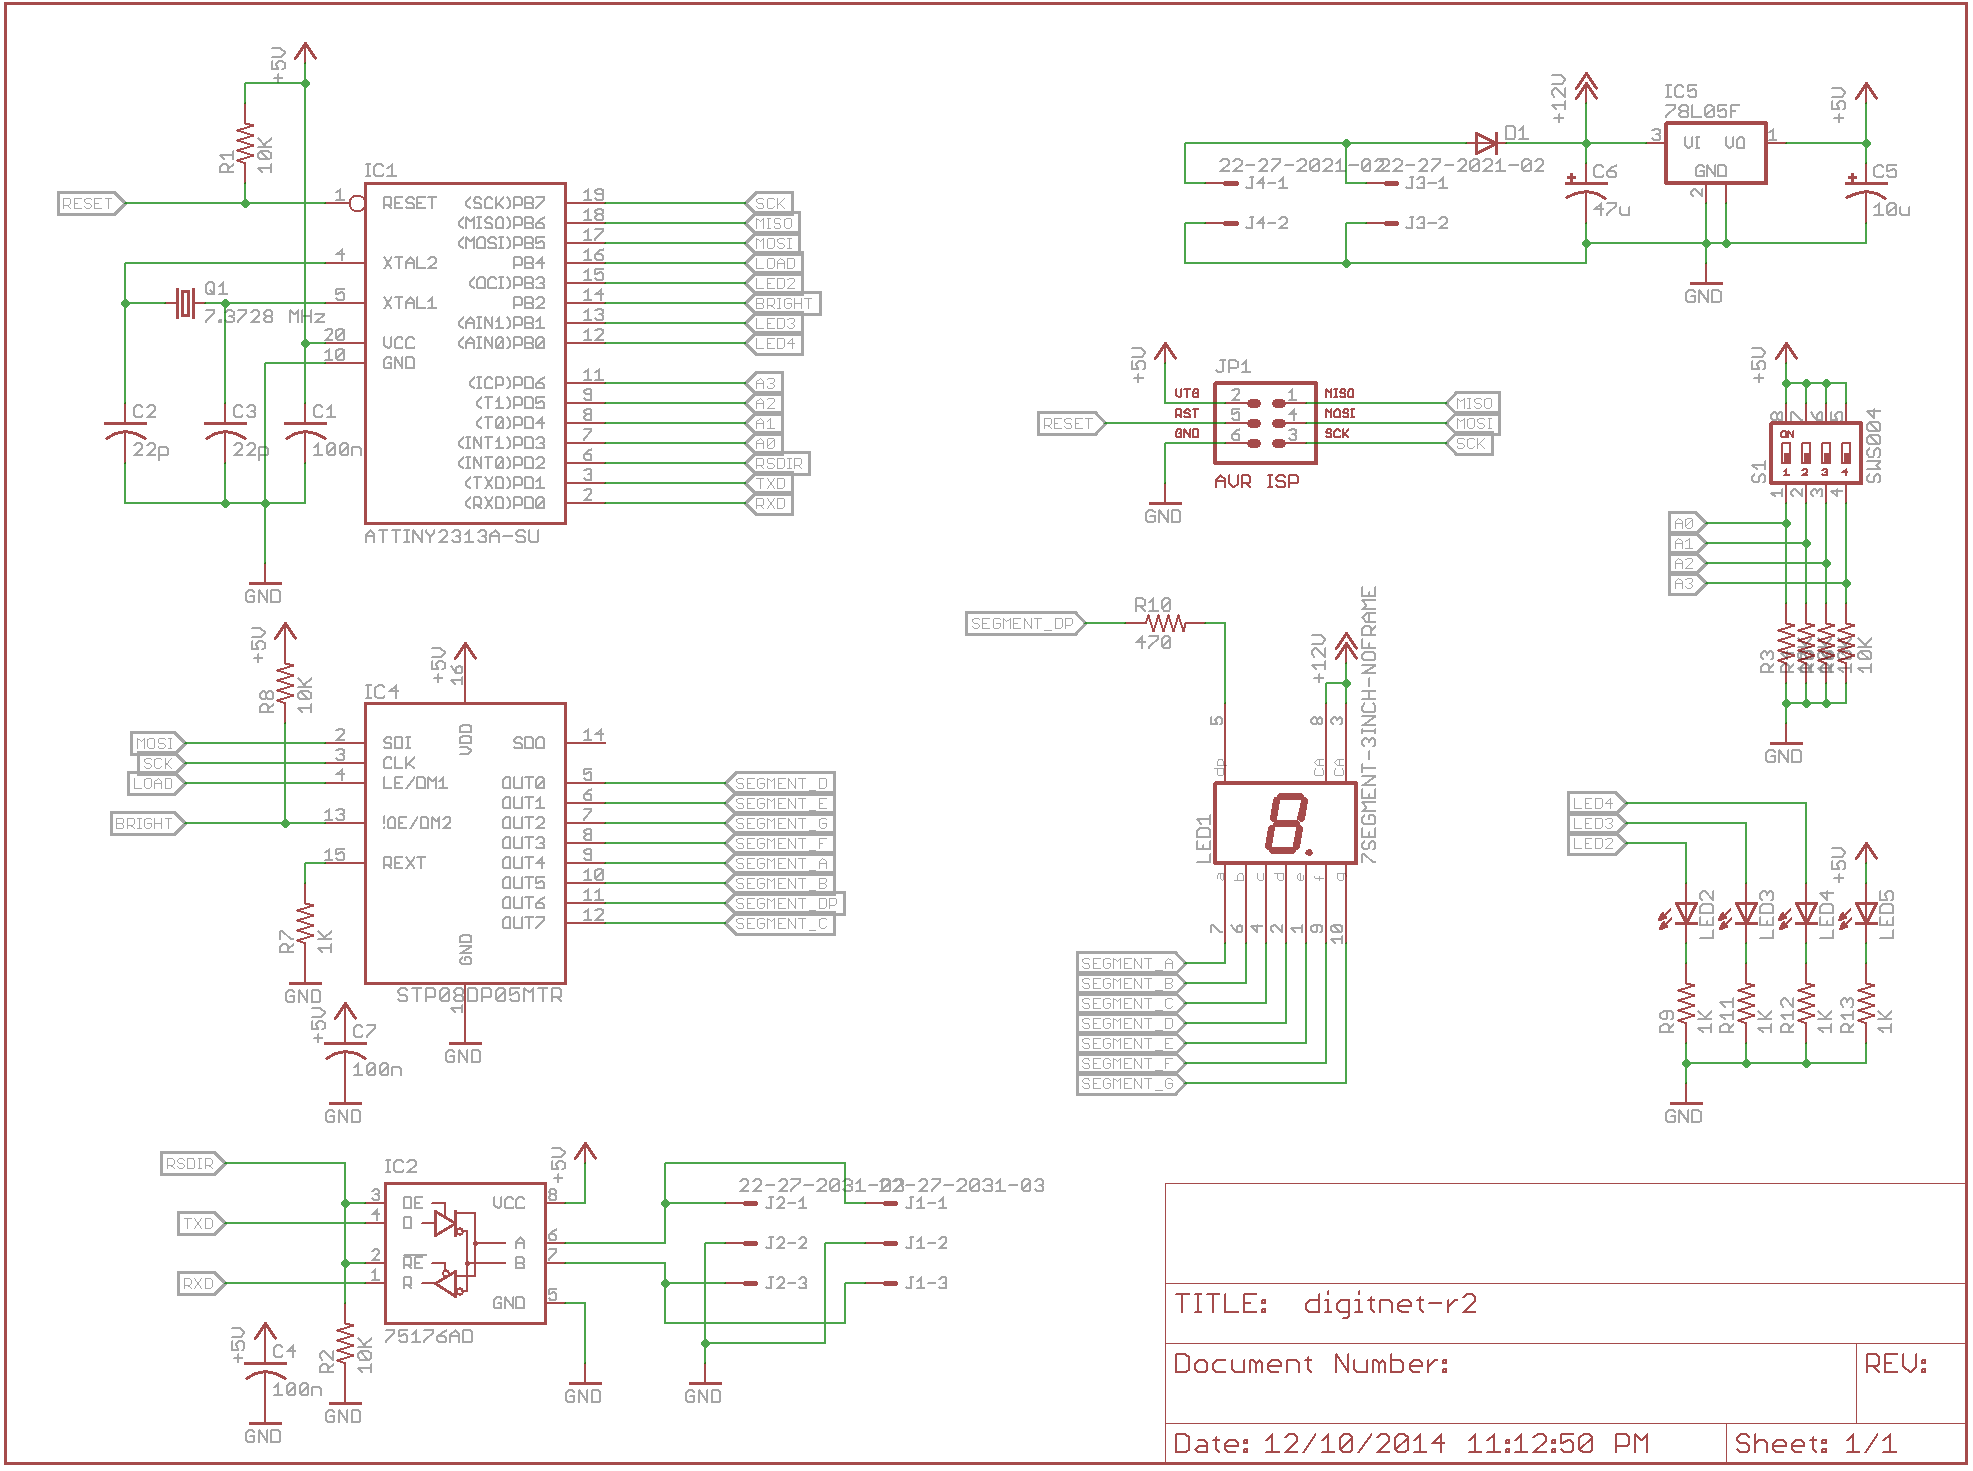 +5V
R1
10K
RESET
IC1
1
RESET
4
XTAL2
5
XTAL1
20
VCC
10
GND
(SCK)PB7
19
SCK
(MISO)PB6
18
MISO
(MOSI)PB5
17
MOSI
PB4
16
LOAD
(OCI)PB3
15
LED2
PB2
14
BRIGHT
(AIN1)PB1
13
LED3
(AIN0)PB0
12
LED4
(ICP)PD6
11
A3
(T1)PD5
9
A2
(T0)PD4
8
A1
(INT1)PD3
7
A0
(INT0)PD2
6
RSDIR
(TXD)PD1
3
TXD
(RXD)PD0
2
RXD
ATTINY2313A-SU
Q1
7.3728 MHz
C2
22p
C3
22p
C1
100n
GND
22-27-2021-02
22-27-2021-02
J4-1
J3-1
J4-2
J3-2
D1
+12V
C6
47u
IC5
78L05F
3
VI
VO
1
GND
2
+5V
C5
10u
GND
+5V
JP1
VTG
2
1
MISO
MISO
RESET
RST
5
4
MOSI
MOSI
GND
6
3
SCK
SCK
AVR ISP
GND
+5V
8
7
6
5
ON
1
2
3
4
S1
SWS004
1
2
3
4
A0
A1
A2
A3
R3
10K
GND
+5V
R8
10K
+5V
16
IC4
MOSI
2
SDI
SCK
3
CLK
LOAD
4
LE/DM1
BRIGHT
13
!OE/DM2
15
REXT
VDD
SDO
14
OUT0
5
SEGMENT_D
OUT1
6
SEGMENT_E
OUT2
7
SEGMENT_G
OUT3
8
SEGMENT_F
OUT4
9
SEGMENT_A
OUT5
10
SEGMENT_B
OUT6
11
SEGMENT_DP
OUT7
12
SEGMENT_C
GND
STP08DP05MTR
1
GND
R7
1K
GND
+5V
C7
100n
GND
SEGMENT_DP
R10
470
+12V
5
8
3
dp
CA
CA
LED1
8.
7SEGMENT-3INCH-NOFRAME
a
b
c
d
e
f
g
7
6
4
2
1
9
10
SEGMENT_A
SEGMENT_B
SEGMENT_C
SEGMENT_D
SEGMENT_E
SEGMENT_F
SEGMENT_G
LED4
LED3
LED2
+5V
LED2
LED3
LED4
LED5
R9
1K
R11
1K
R12
1K
R13
1K
GND
RSDIR
TXD
RXD
IC2
3
DE
4
D
2
RE
1
R
VCC
8
A
6
B
7
GND
5
75176AD
+5V
GND
+5V
C4
100n
GND
R2
10K
GND
22-27-2031-03
22-27-2031-03
J2-1
J1-1
J2-2
J1-2
J2-3
J1-3
GND
TITLE: digitnet-r2
Document Number:
REV:
Date: 12/10/2014 11:12:50 PM
Sheet: 1/1